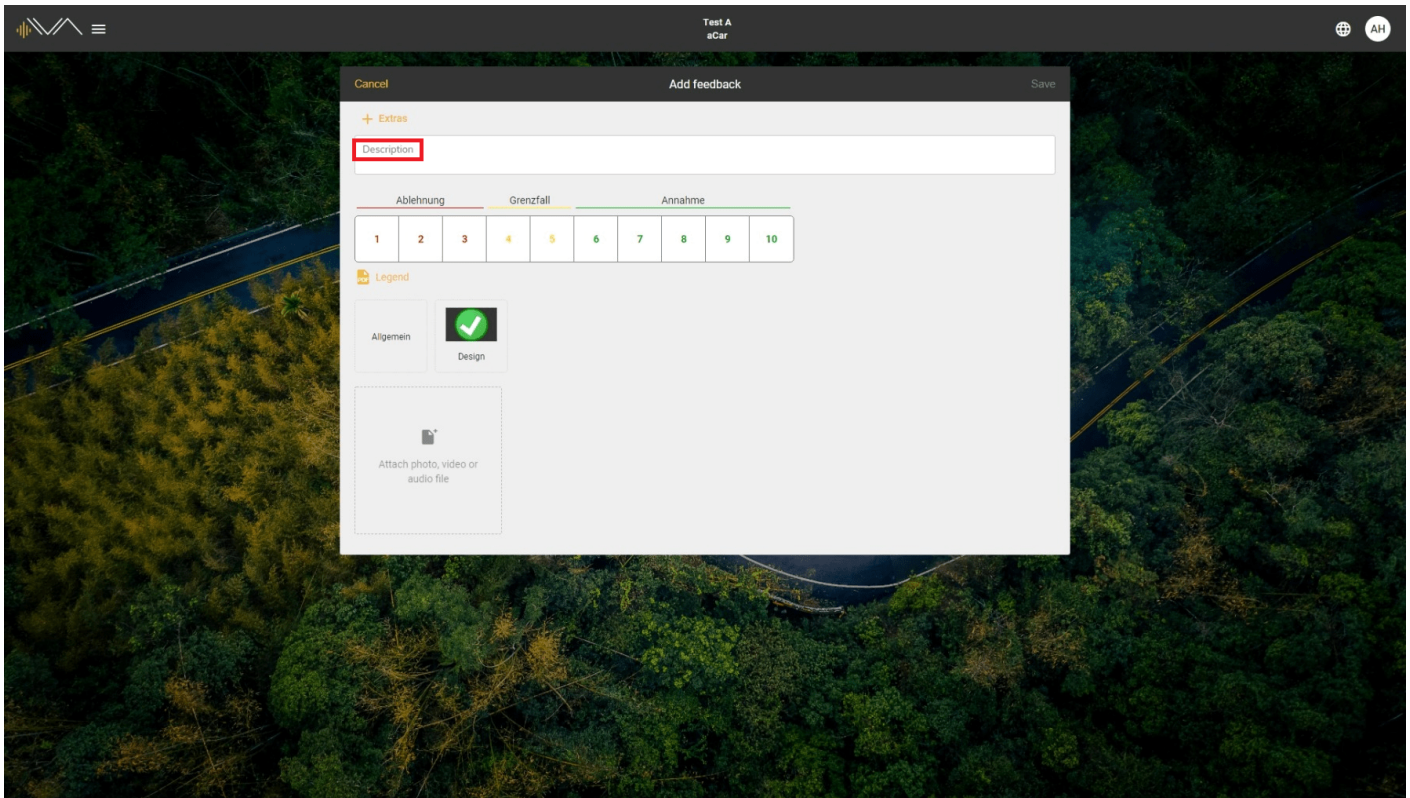 Test A
aCar
AH
Cancel
Add feedback
Save
+ Extras
Description
Ablehnung
Grenzfall
Annahme
1 2 3 4 5 6 7 8 9 10
PDF
Legend
Allgemein
Design
Attach photo, video or
audio file